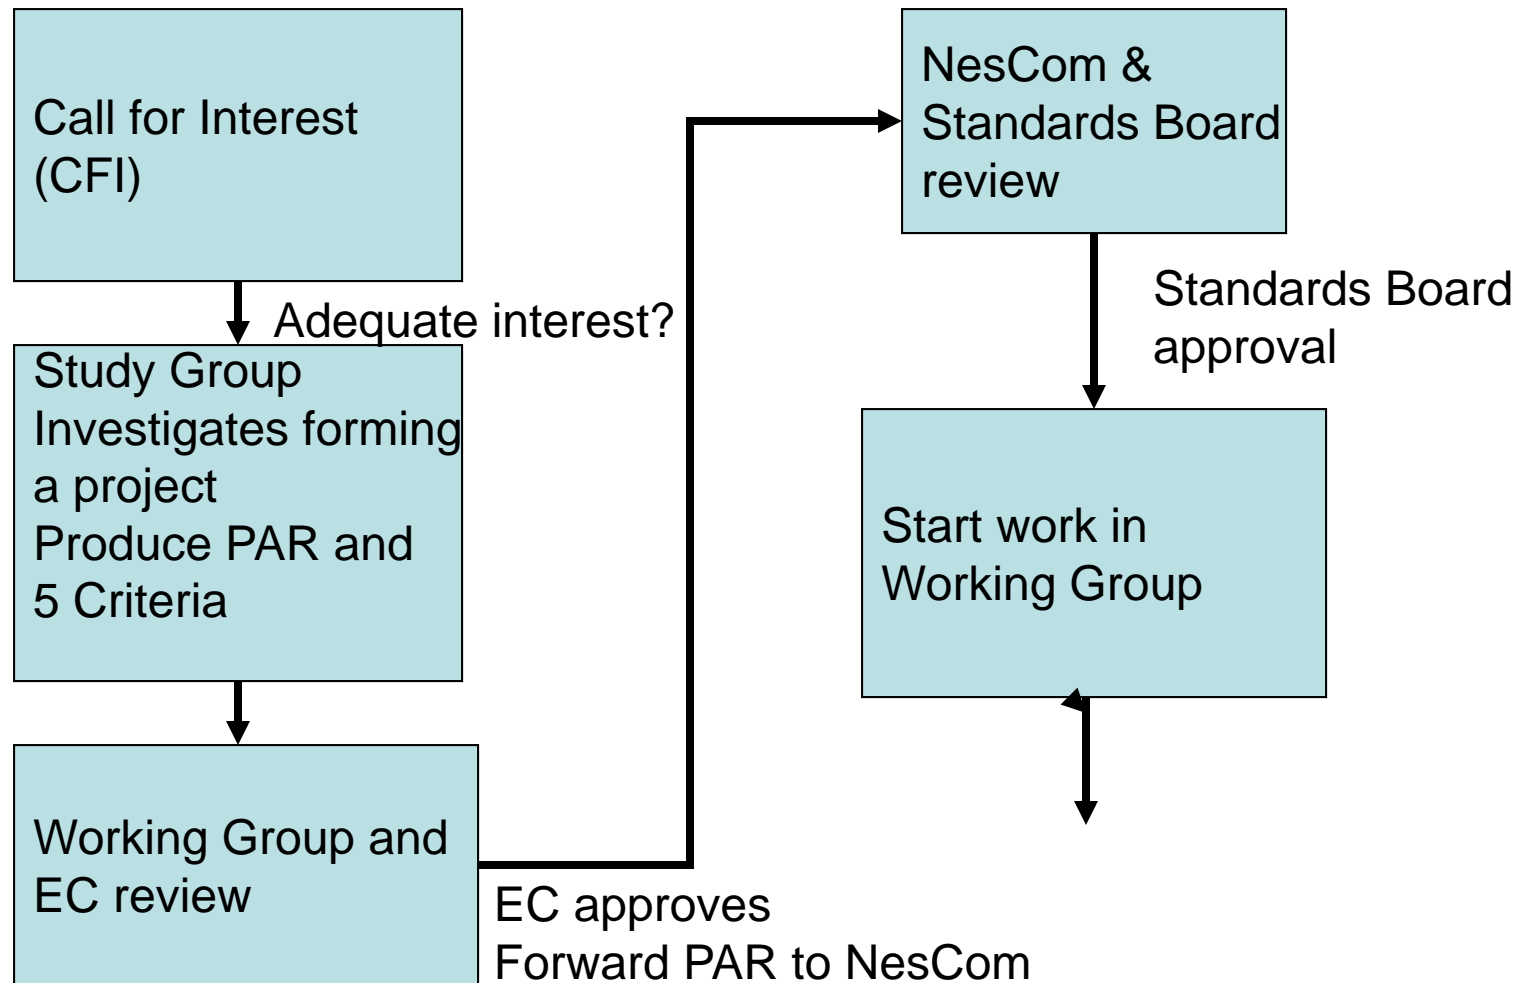 Call for Interest
(CFI)
Adequate interest?
Study Group
Investigates forming
a project
Produce PAR and
5 Criteria
Working Group and
EC review
EC approves
Forward PAR to NesCom
NesCom &
Standards Board
review
Standards Board
approval
Start work in
Working Group